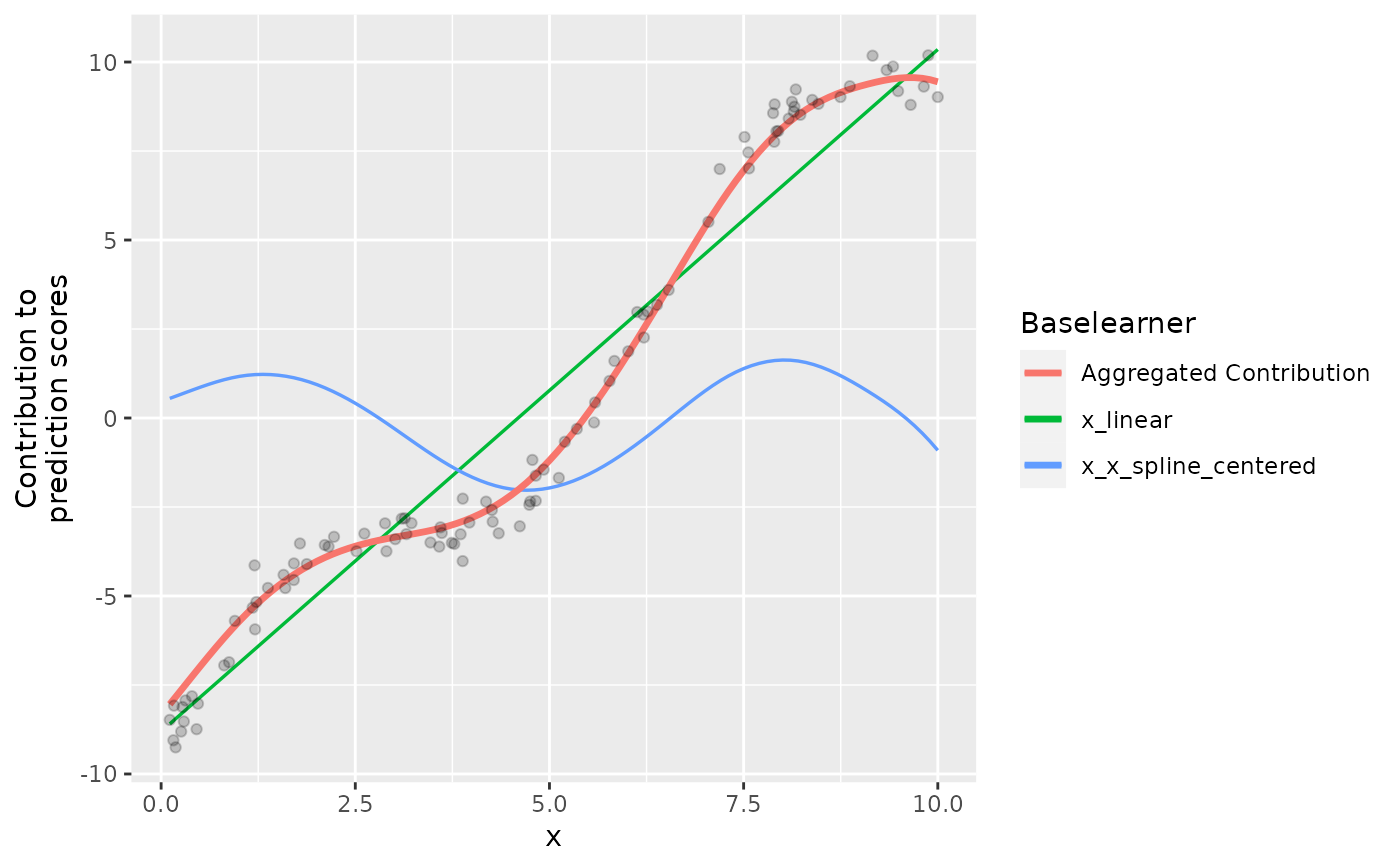 Contribution to
prediction scores
10
5
0
-5
-10
0.0
2.5
5.0
7.5
10.0
x
Baselearner
Aggregated Contribution
x_linear
x_x_spline_centered